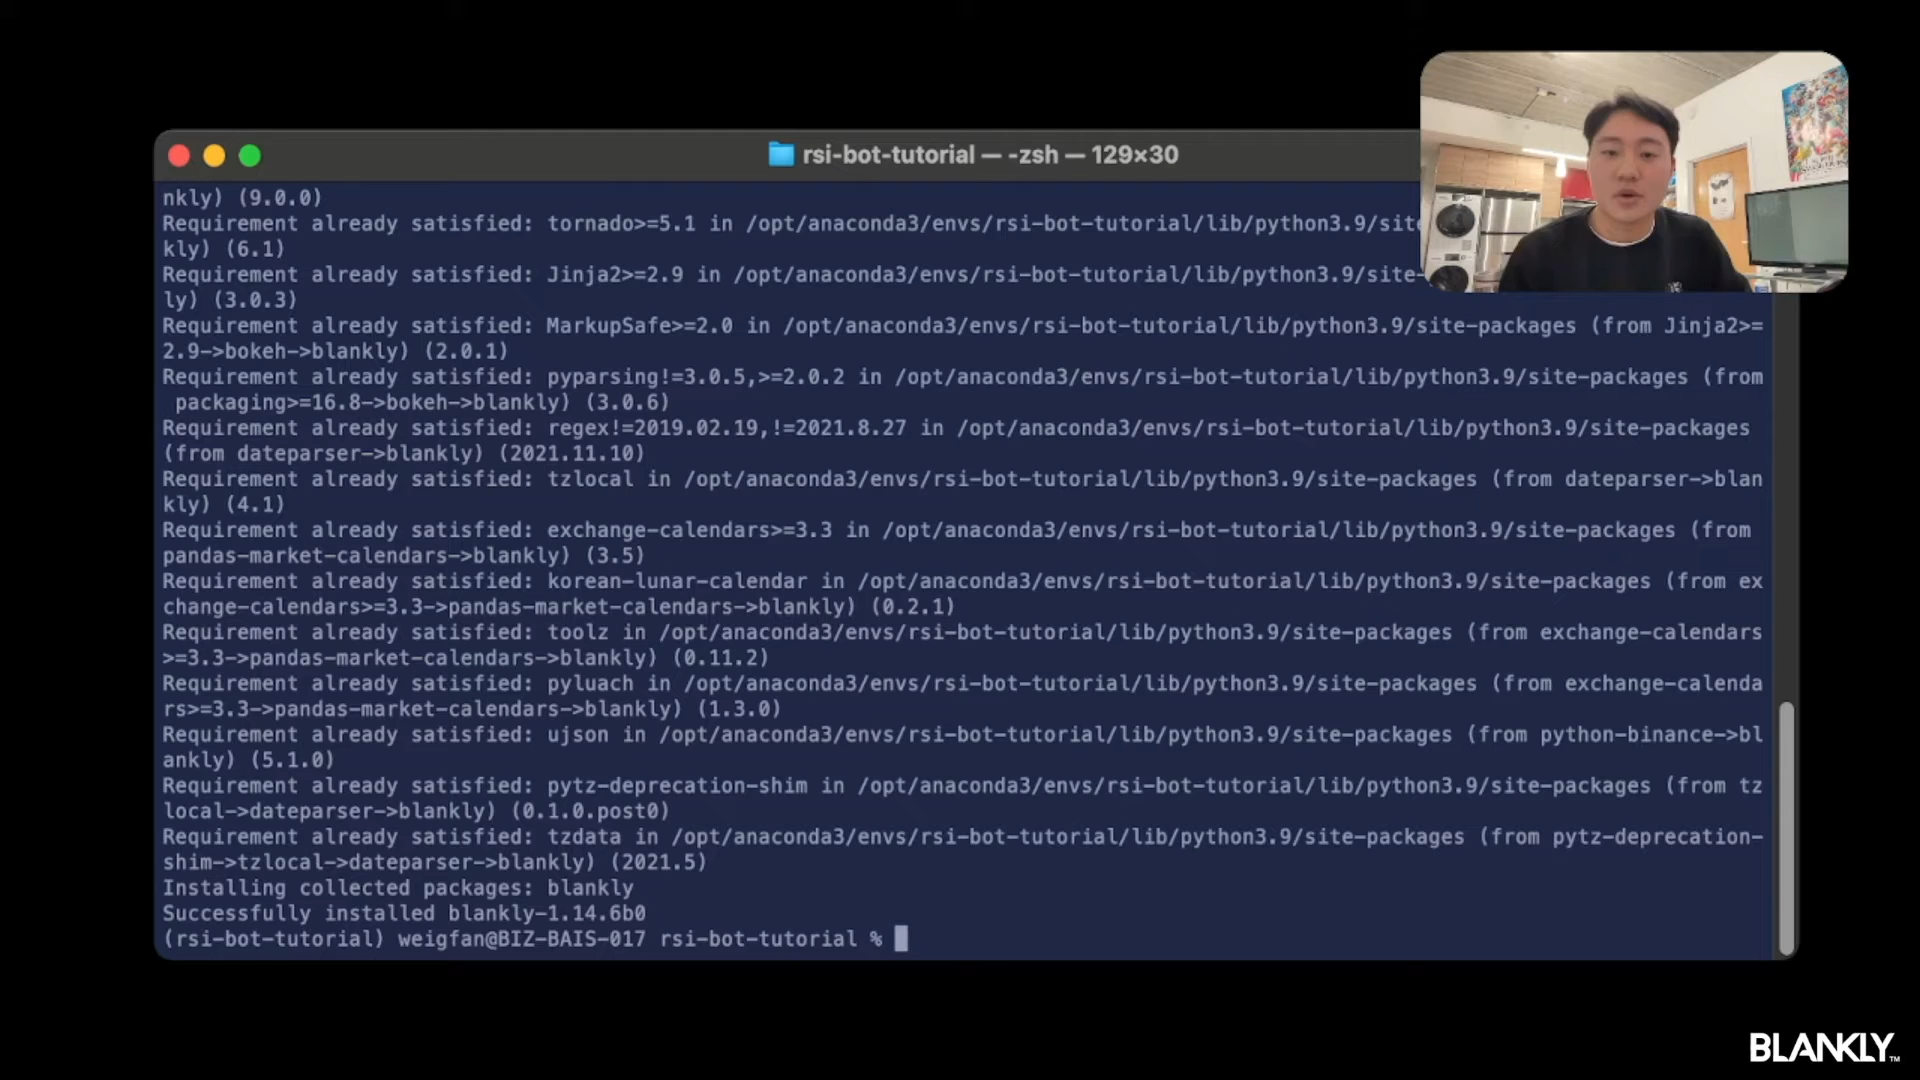 rsi-bot-tutorial — -zsh — 129×30
nkly) (9.0.0)
Requirement already satisfied: tornado>=5.1 in /opt/anaconda3/envs/rsi-bot-tutorial/lib/python3.9/site
kly) (6.1)
Requirement already satisfied: Jinja2>=2.9 in /opt/anaconda3/envs/rsi-bot-tutorial/lib/python3.9/site-
ly) (3.0.3)
Requirement already satisfied: MarkupSafe>=2.0 in /opt/anaconda3/envs/rsi-bot-tutorial/lib/python3.9/site-packages (from Jinja2>=
2.9->bokeh->blankly) (2.0.1)
Requirement already satisfied: pyparsing!=3.0.5,>=2.0.2 in /opt/anaconda3/envs/rsi-bot-tutorial/lib/python3.9/site-packages (from
 packaging>=16.8->bokeh->blankly) (3.0.6)
Requirement already satisfied: regex!=2019.02.19,!=2021.8.27 in /opt/anaconda3/envs/rsi-bot-tutorial/lib/python3.9/site-packages
(from dateparser->blankly) (2021.11.10)
Requirement already satisfied: tzlocal in /opt/anaconda3/envs/rsi-bot-tutorial/lib/python3.9/site-packages (from dateparser->blan
kly) (4.1)
Requirement already satisfied: exchange-calendars>=3.3 in /opt/anaconda3/envs/rsi-bot-tutorial/lib/python3.9/site-packages (from
pandas-market-calendars->blankly) (3.5)
Requirement already satisfied: korean-lunar-calendar in /opt/anaconda3/envs/rsi-bot-tutorial/lib/python3.9/site-packages (from ex
change-calendars>=3.3->pandas-market-calendars->blankly) (0.2.1)
Requirement already satisfied: toolz in /opt/anaconda3/envs/rsi-bot-tutorial/lib/python3.9/site-packages (from exchange-calendars
>=3.3->pandas-market-calendars->blankly) (0.11.2)
Requirement already satisfied: pyluach in /opt/anaconda3/envs/rsi-bot-tutorial/lib/python3.9/site-packages (from exchange-calenda
rs>=3.3->pandas-market-calendars->blankly) (1.3.0)
Requirement already satisfied: ujson in /opt/anaconda3/envs/rsi-bot-tutorial/lib/python3.9/site-packages (from python-binance->bl
ankly) (5.1.0)
Requirement already satisfied: pytz-deprecation-shim in /opt/anaconda3/envs/rsi-bot-tutorial/lib/python3.9/site-packages (from tz
local->dateparser->blankly) (0.1.0.post0)
Requirement already satisfied: tzdata in /opt/anaconda3/envs/rsi-bot-tutorial/lib/python3.9/site-packages (from pytz-deprecation-
shim->tzlocal->dateparser->blankly) (2021.5)
Installing collected packages: blankly
Successfully installed blankly-1.14.6b0
(rsi-bot-tutorial) weigfan@BIZ-BAIS-017 rsi-bot-tutorial %
BLANKLY™